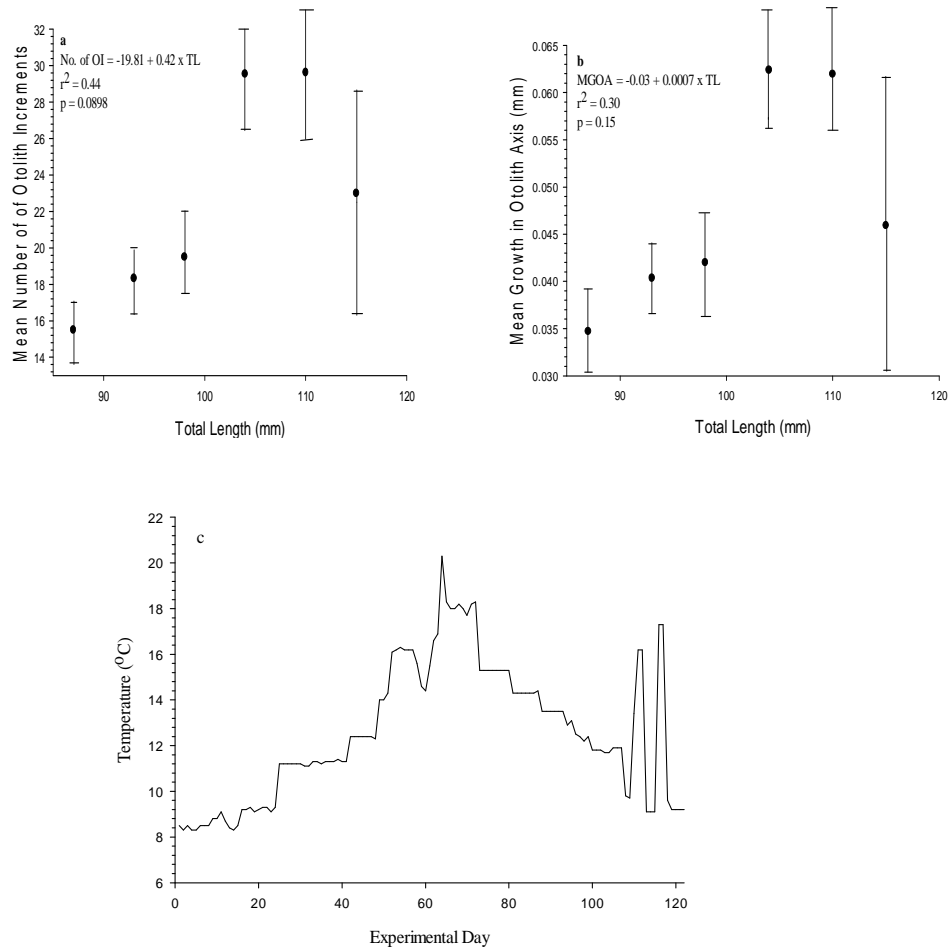 a
No. of OI = -19.81 + 0.42 x TL
r2 = 0.44
p = 0.0898
Mean Number of of Otolith Increments
32
30
28
26
24
22
20
18
16
14
90
100
110
120
Total Length (mm)
b
MGOA = -0.03 + 0.0007 x TL
r2 = 0.30
p = 0.15
Mean Growth in Otolith Axis (mm)
0.065
0.060
0.055
0.050
0.045
0.040
0.035
0.030
90
100
110
120
Total Length (mm)
c
Temperature (oC)
22
20
18
16
14
12
10
8
6
0
20
40
60
80
100
120
Experimental Day